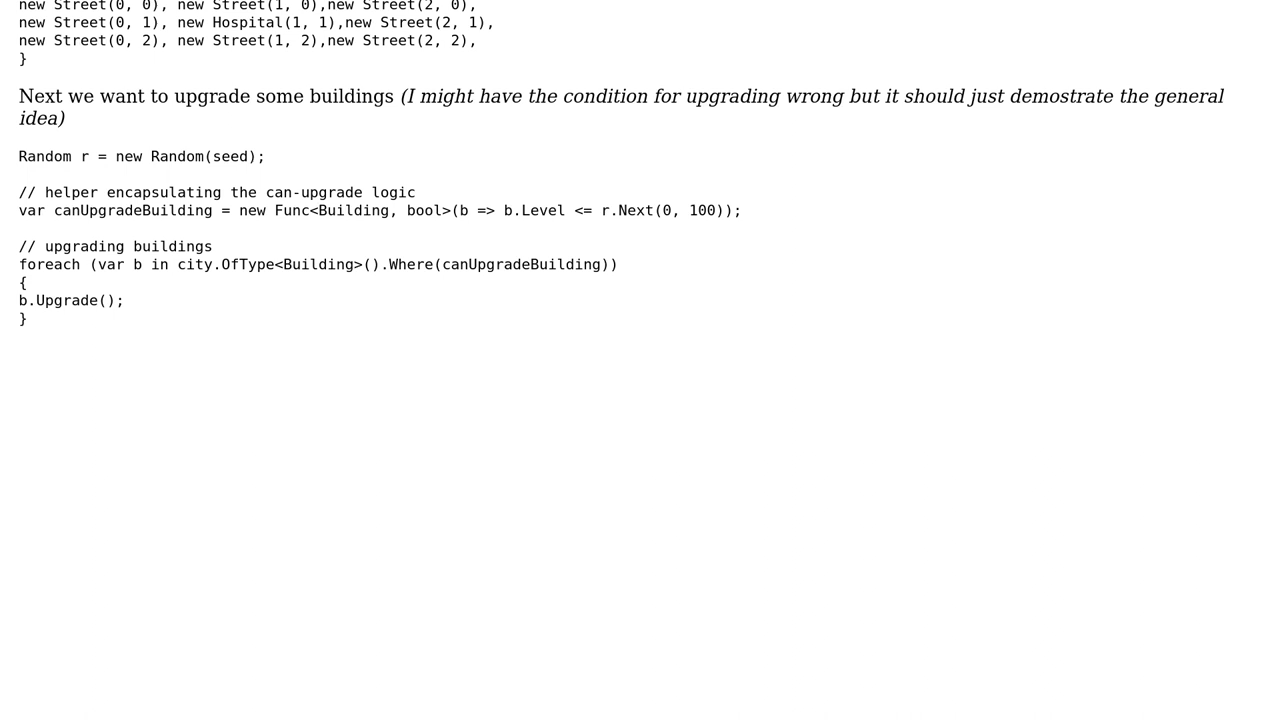 new Street(0, 0), new Street(1, 0),new Street(2, 0),
new Street(0, 1), new Hospital(1, 1),new Street(2, 1),
new Street(0, 2), new Street(1, 2),new Street(2, 2),
}
Next we want to upgrade some buildings (I might have the condition for upgrading wrong but it should just demostrate the general
idea)
Random r = new Random(seed);
// helper encapsulating the can-upgrade logic
var canUpgradeBuilding = new Func<Building, bool>(b => b.Level <= r.Next(0, 100));
// upgrading buildings
foreach (var b in city.OfType<Building>().Where(canUpgradeBuilding))
{
b.Upgrade();
}